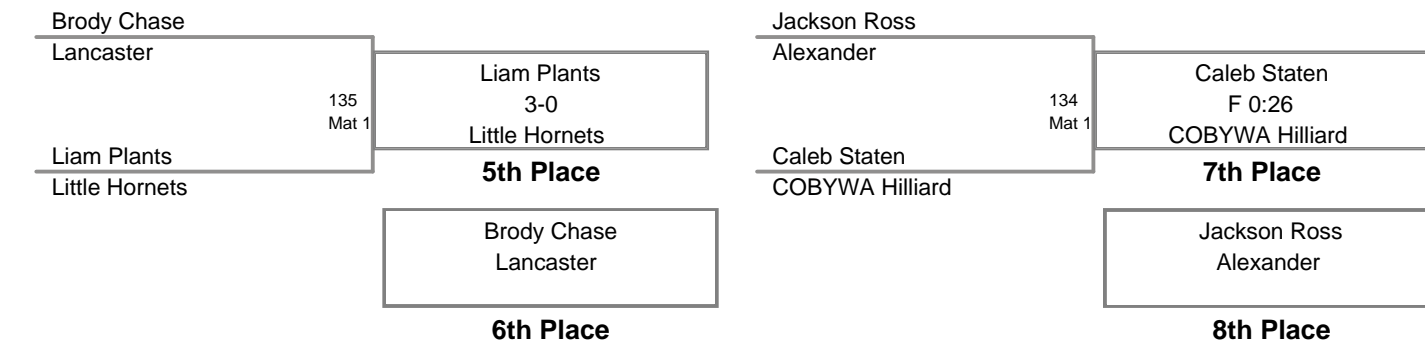 Brody Chase
Lancaster
135
Mat 1
Liam Plants
Little Hornets
Liam Plants
3-0
Little Hornets
5th Place
Brody Chase
Lancaster
6th Place
Jackson Ross
Alexander
134
Mat 1
Caleb Staten
COBYWA Hilliard
Caleb Staten
F 0:26
COBYWA Hilliard
7th Place
Jackson Ross
Alexander
8th Place